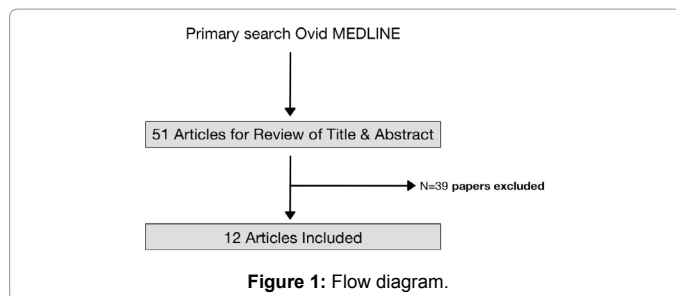 Primary search Ovid MEDLINE
51 Articles for Review of Title & Abstract
N=39 papers excluded
12 Articles Included
Figure 1: Flow diagram.